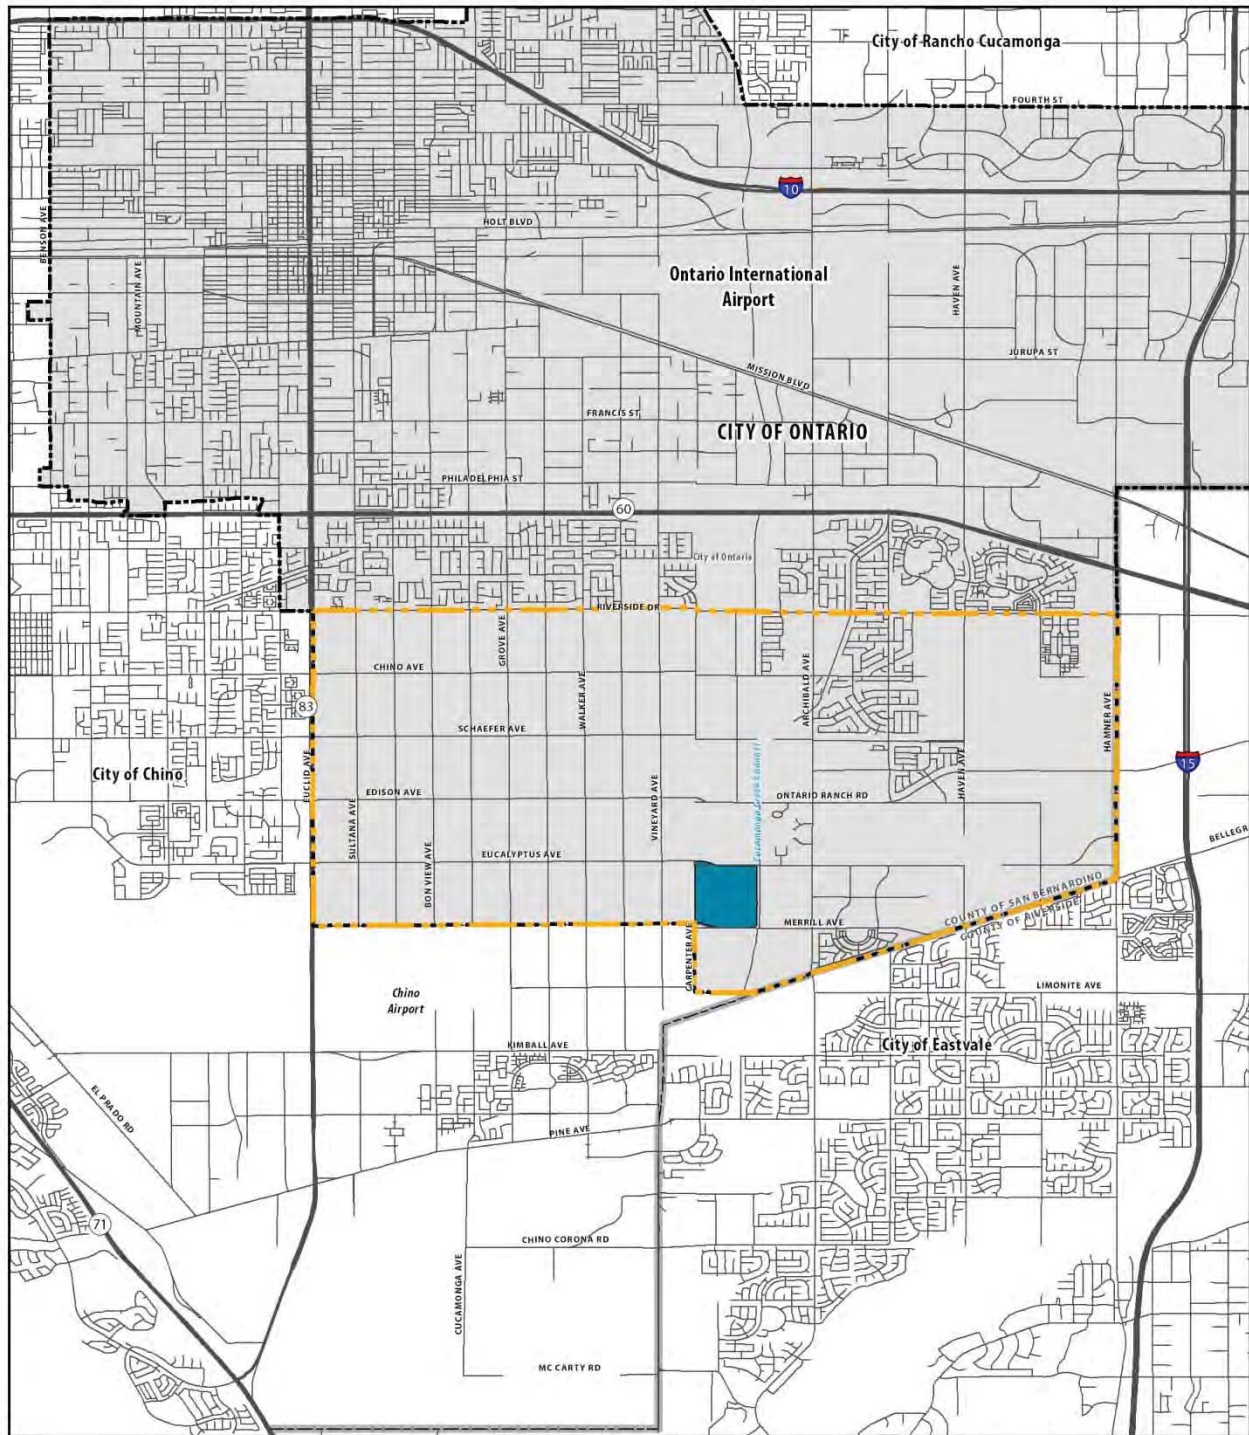 City of Rancho Cucamonga
FOURTH ST
10
BENSON AVE
HOLT BLVD
MOUNTAIN AVE
Ontario International
Airport
HAVEN AVE
JURUPA ST
MISSION BLVD
FRANCIS ST
CITY OF ONTARIO
PHILADELPHIA ST
60
City of Ontario
RIVERSIDE DR
GROVE AVE
CHINO AVE
WALKER AVE
ARCHIBALD AVE
83
SCHAEFER AVE
HAMNER AVE
City of Chino
EUCLID AVE
15
HAVEN AVE
Cucamonga Creek Channel
EDISON AVE
ONTARIO RANCH RD
SULTANA AVE
VINEYARD AVE
BELLEGR
BON VIEW AVE
EUCALYPTUS AVE
COUNTY OF SAN BERNARDINO
COUNTY OF RIVERSIDE
MERRILL AVE
CARPENTER AVE
Chino
Airport
LIMONITE AVE
KIMBALL AVE
City of Eastvale
EL PRADO RD
PINE AVE
71
CHINO CORONA RD
CUCAMONGA AVE
MC CARTY RD